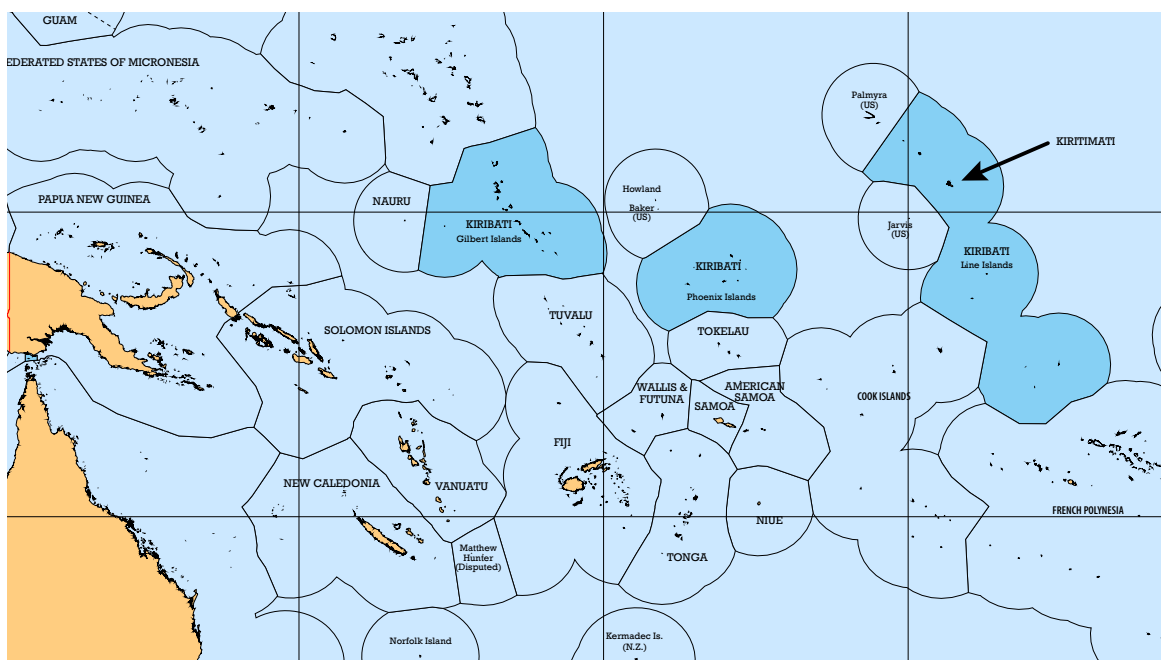 GUAM
EDERATED STATES OF MICRONESIA
Palmyra
(US)
KIRITIMATI
PAPUA NEW GUINEA
NAURU
Howland
Baker
(US)
KIRIBATI
Gilbert Islands
Jarvis
(US)
KIRIBATI
Line Islands
KIRIBATI
Phoenix Islands
TUVALU
SOLOMON ISLANDS
TOKELAU
WALLIS &
FUTUNA
AMERICAN
SAMOA
SAMOA
COOK ISLANDS
FIJI
NEW CALEDONIA
VANUATU
FRENCH POLYNESIA
NIUE
Matthew
Hunter
(Disputed)
TONGA
Norfolk Island
Kermadec Is.
(N.Z.)